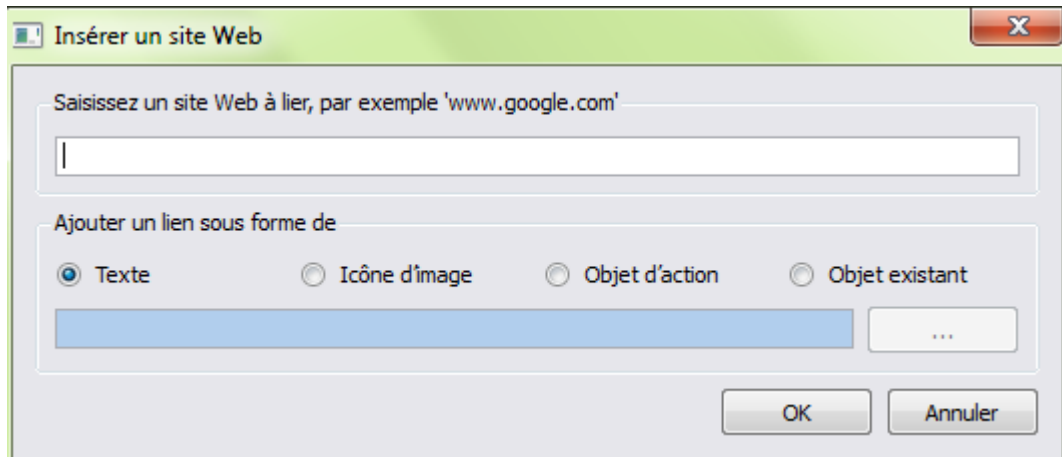 Insérer un site Web
Saisissez un site Web à lier, par exemple 'www.google.com'
Ajouter un lien sous forme de
Texte Icône d'image Objet d'action Objet existant
...
OK Annuler